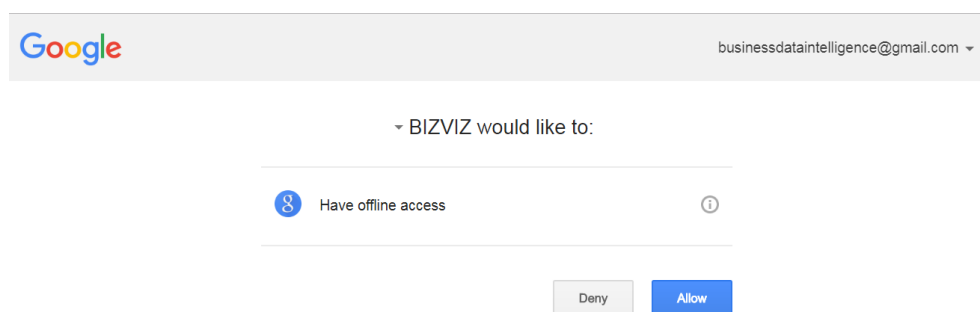 Google
businessdataintelligence@gmail.com
BIZVIZ would like to:
8 Have offline access
Deny Allow